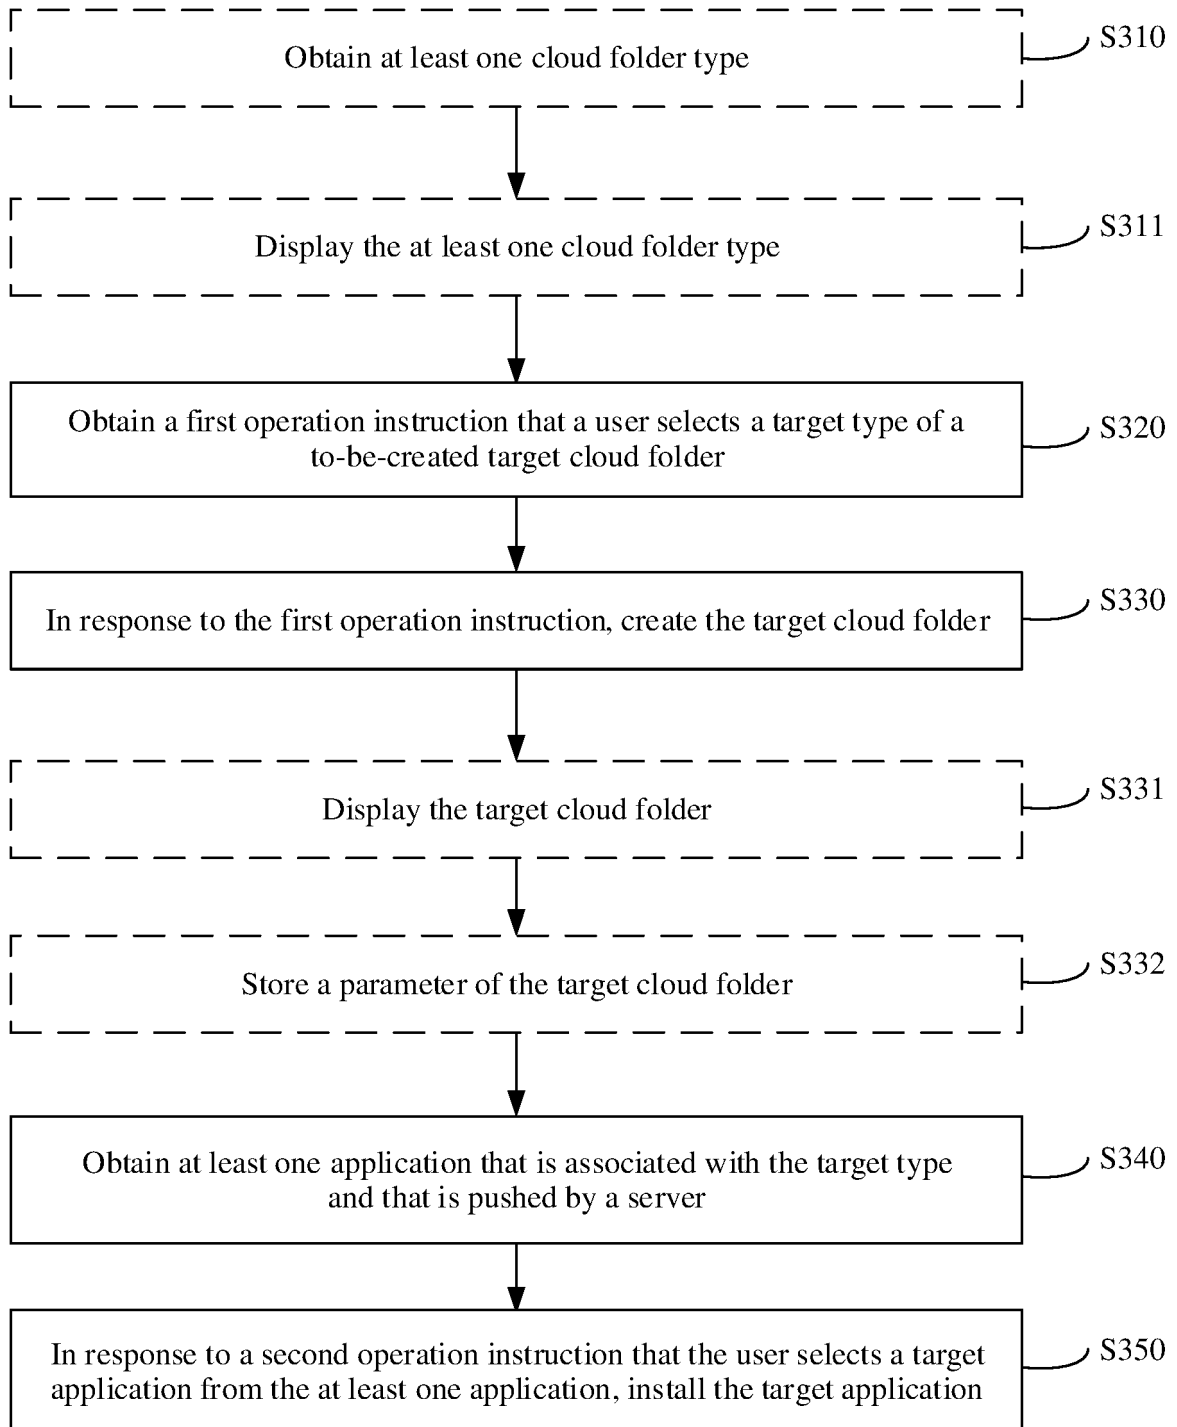 Obtain at least one cloud folder type
S310
Display the at least one cloud folder type
S311
Obtain a first operation instruction that a user selects a target type of a
to-be-created target cloud folder
S320
In response to the first operation instruction, create the target cloud folder
S330
Display the target cloud folder
S331
Store a parameter of the target cloud folder
S332
Obtain at least one application that is associated with the target type
and that is pushed by a server
S340
In response to a second operation instruction that the user selects a target
application from the at least one application, install the target application
S350